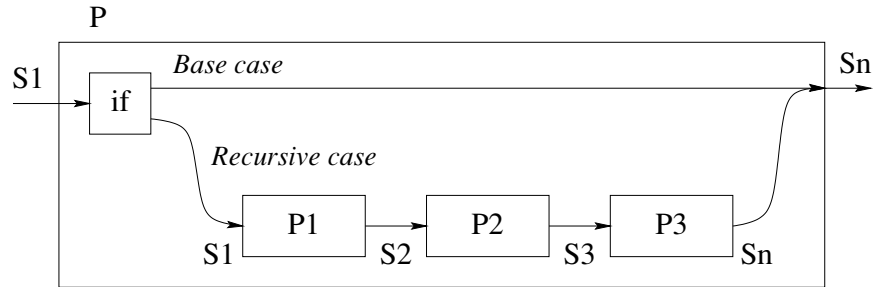 P
S1
if
Base case
Sn
Recursive case
P1
P2
P3
S1
S2
S3
Sn